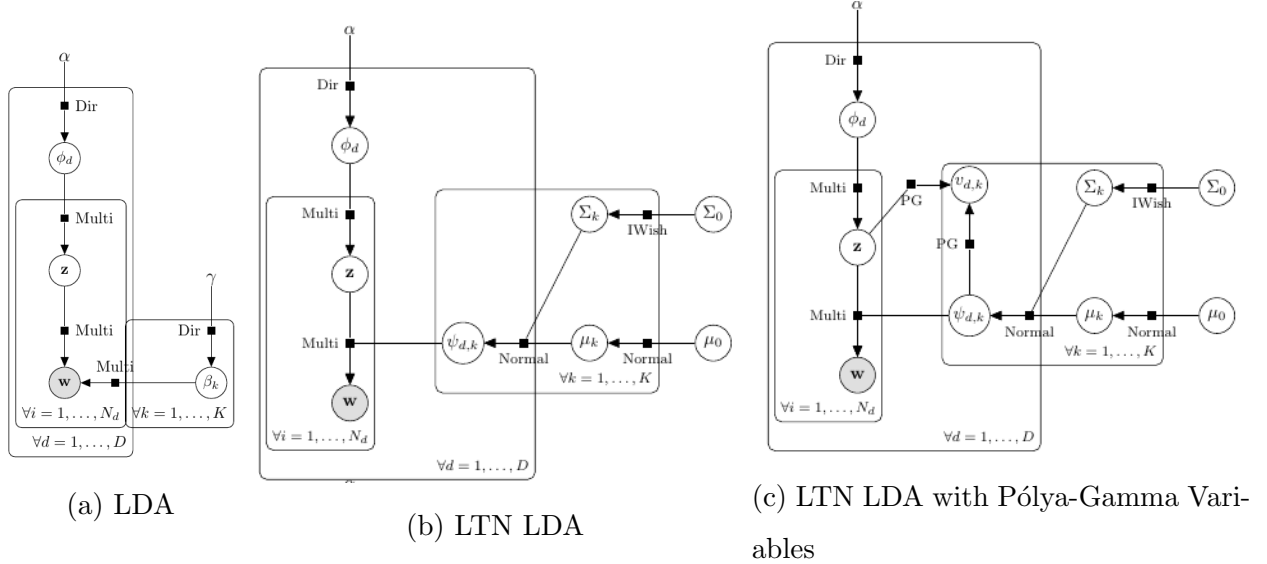 α
Dir
ϕ_d
Multi
z
Multi
γ
Dir
Multi
w
β_k
∀i = 1, . . . , N_d
∀k = 1, . . . , K
∀d = 1, . . . , D
(a) LDA
α
Dir
ϕ_d
Multi
z
Σ_k
IWish
Σ_0
Multi
ψ_{d,k}
Normal
μ_k
Normal
μ_0
∀k = 1, . . . , K
w
∀i = 1, . . . , N_d
∀d = 1, . . . , D
(b) LTN LDA
α
Dir
ϕ_d
Multi
PG
v_{d,k}
Σ_k
IWish
Σ_0
z
PG
Multi
ψ_{d,k}
Normal
μ_k
Normal
μ_0
∀k = 1, . . . , K
w
∀i = 1, . . . , N_d
∀d = 1, . . . , D
(c) LTN LDA with Pólya-Gamma Vari-
ables